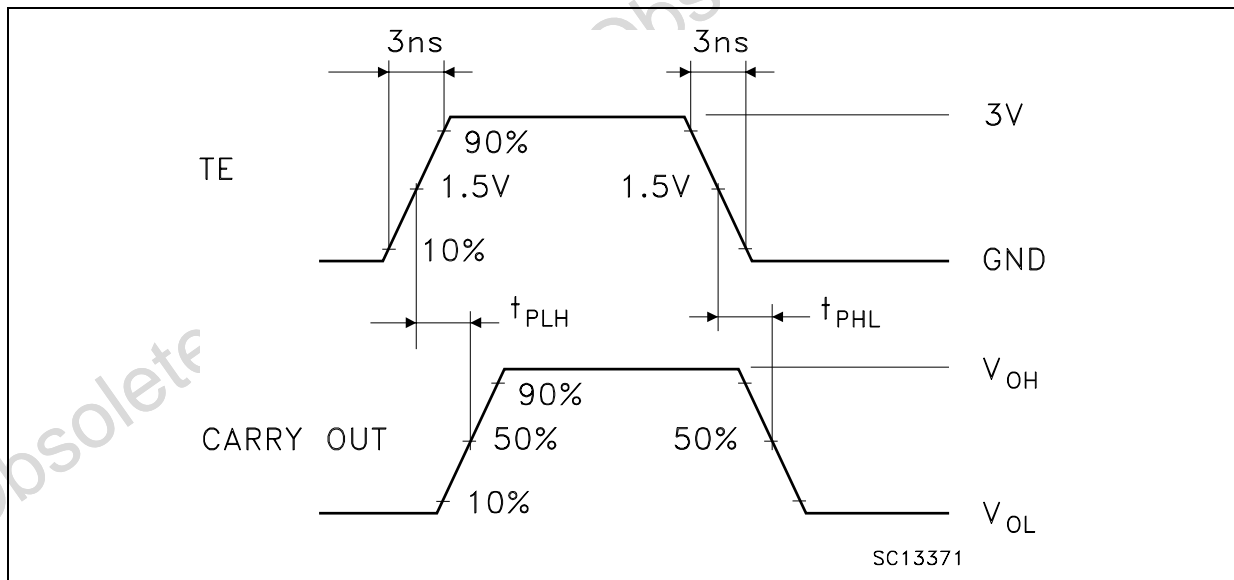 3ns 3ns
3V
90%
TE
1.5V 1.5V
10%
GND
tPLH tPHL
VOH
90%
CARRY OUT 50% 50%
10%
VOL
SC13371